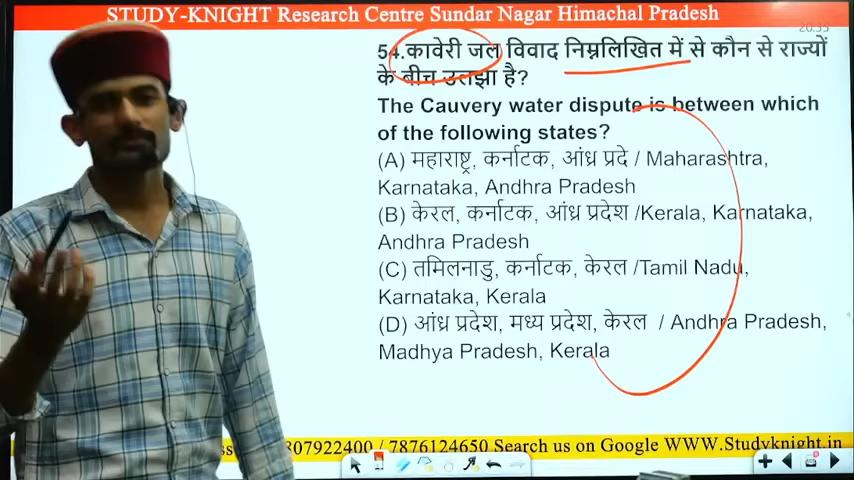 STUDY-KNIGHT Research Centre Sundar Nagar Himachal Pradesh
20:35
54.कावेरी जल विवाद निम्नलिखित में से कौन से राज्यों
के बीच उलझा है?
The Cauvery water dispute is between which
of the following states?
(A) महाराष्ट्र, कर्नाटक, आंध्र प्रदे / Maharashtra,
Karnataka, Andhra Pradesh
(B) केरल, कर्नाटक, आंध्र प्रदेश /Kerala, Karnataka,
Andhra Pradesh
(C) तमिलनाडु, कर्नाटक, केरल /Tamil Nadu,
Karnataka, Kerala
(D) आंध्र प्रदेश, मध्य प्रदेश, केरल / Andhra Pradesh,
Madhya Pradesh, Kerala
807922400 / 7876124650 Search us on Google WWW.Studyknight.in